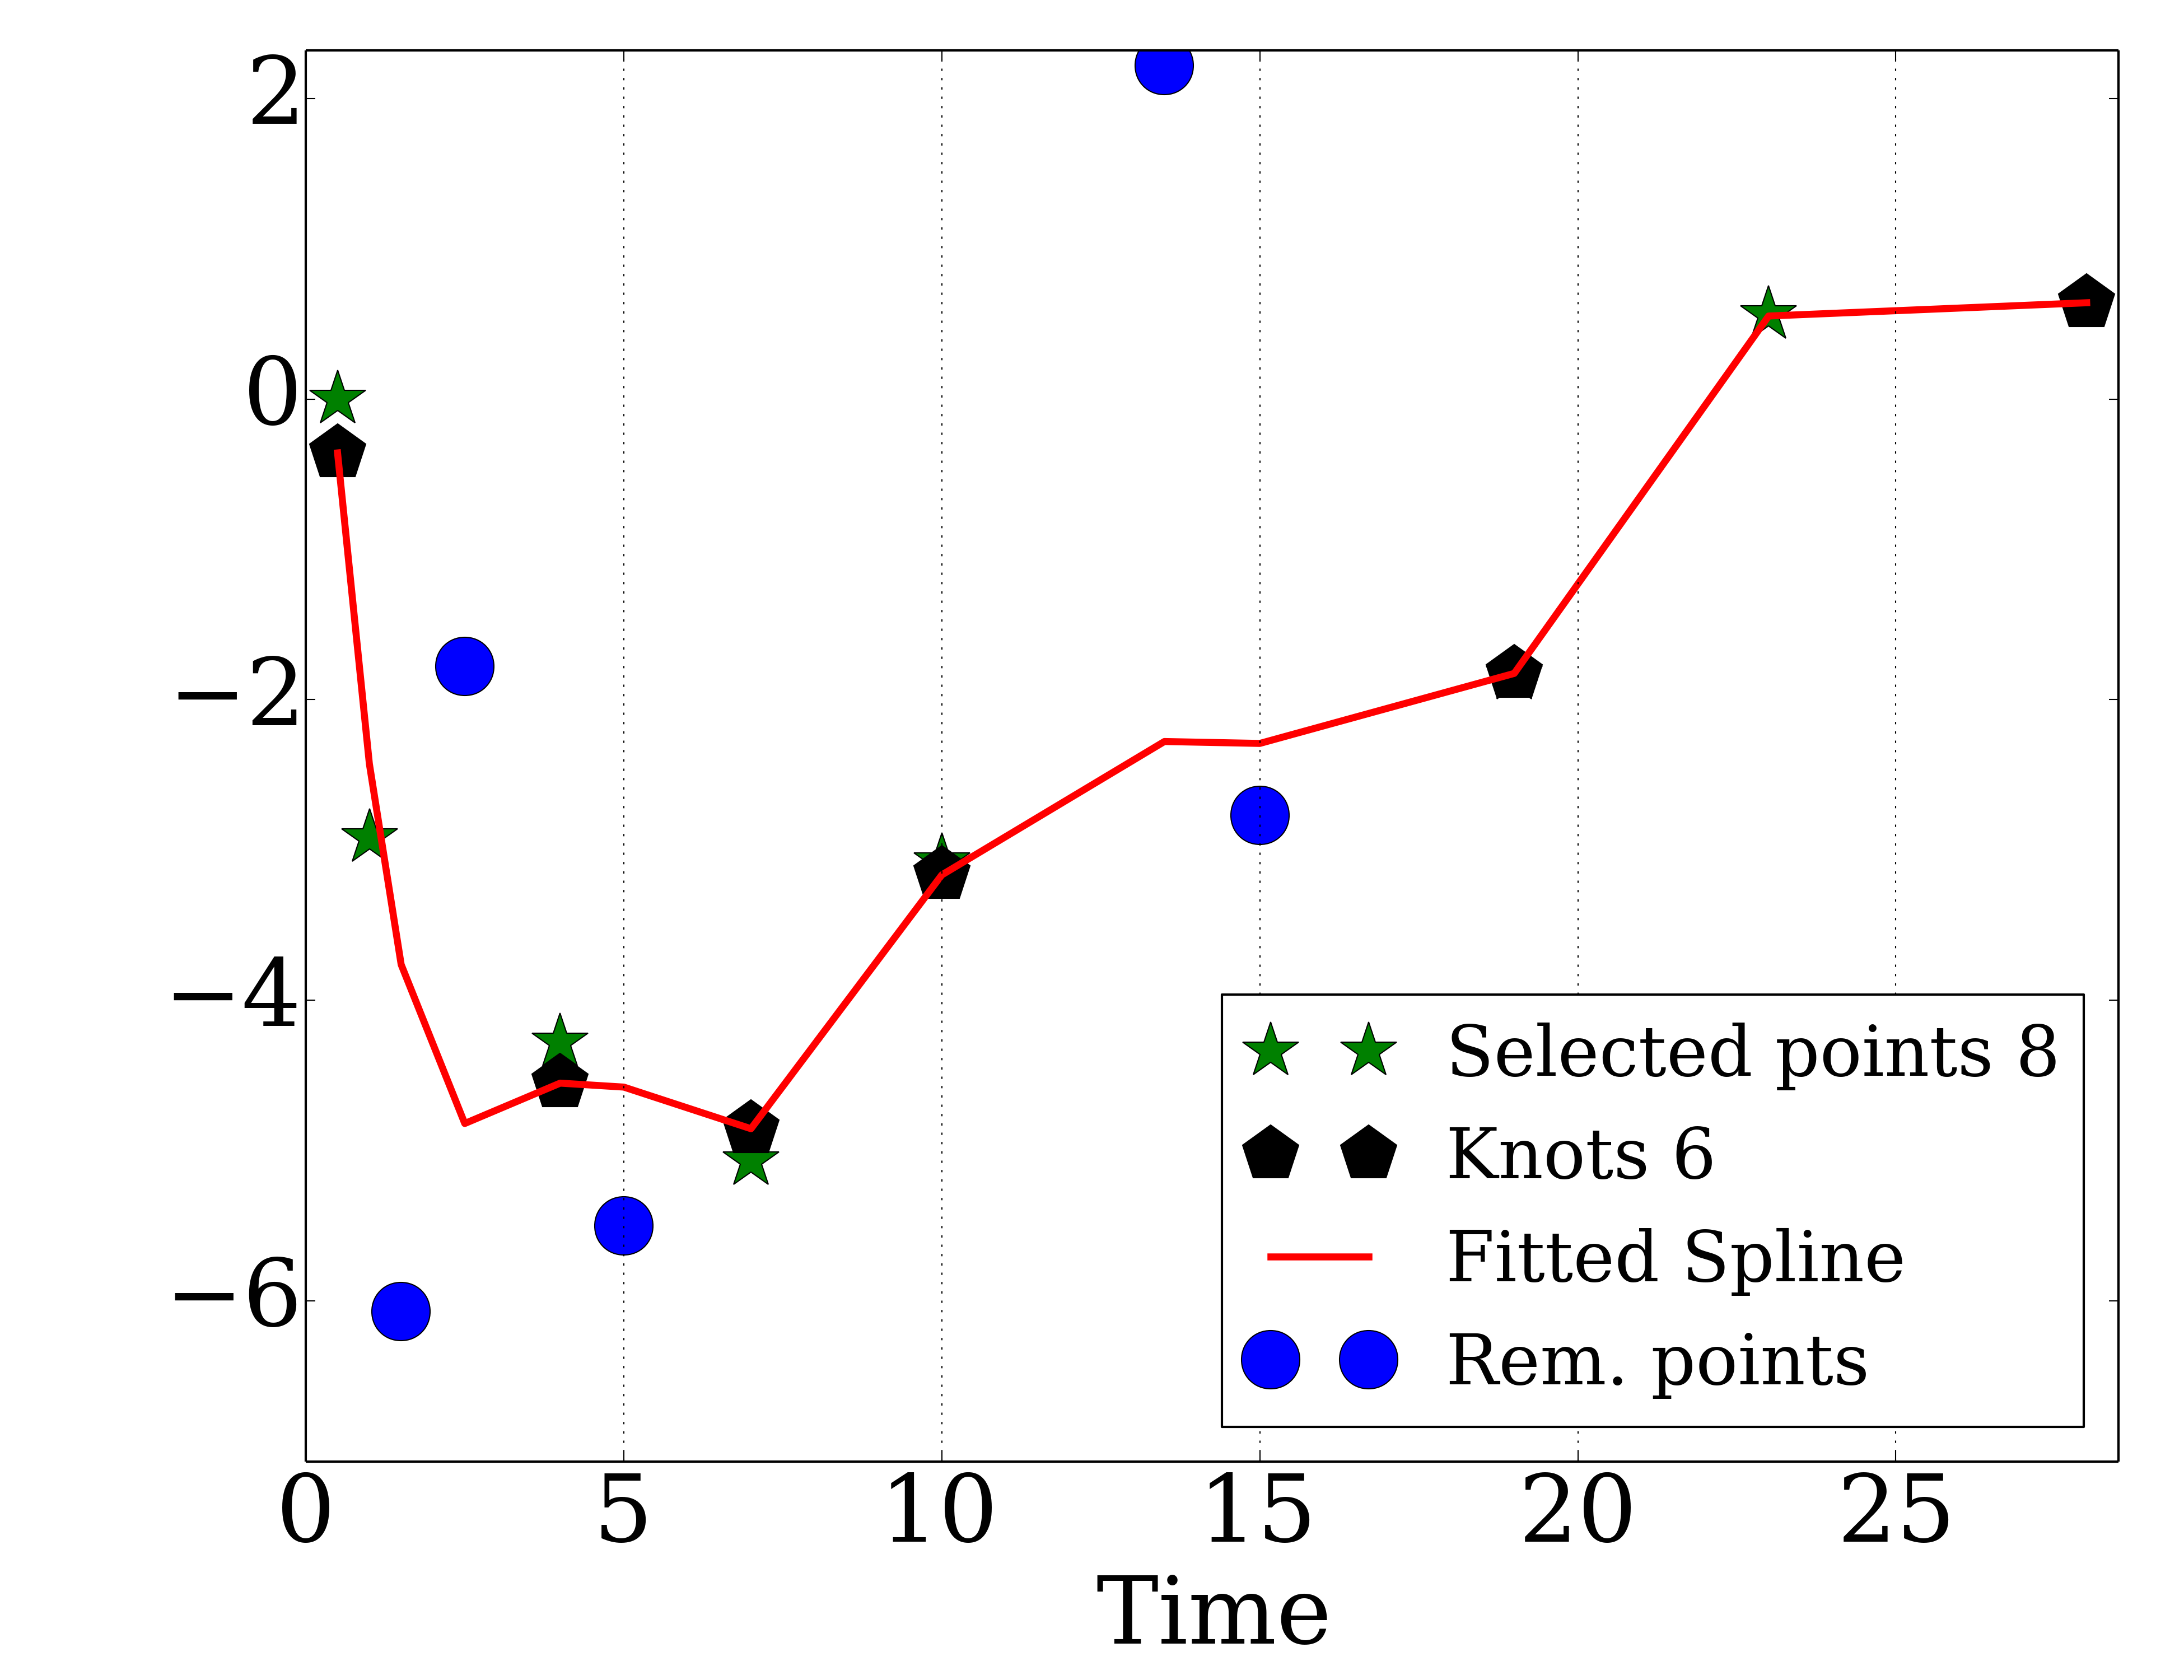 2
0
−2
−4
−6
0 5 10 15 20 25
Time
Selected points 8
Knots 6
Fitted Spline
Rem. points